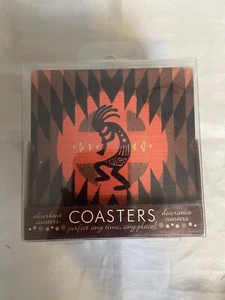 absorbent
coasters
COASTERS
decorative
coasters
perfect any time, any place!